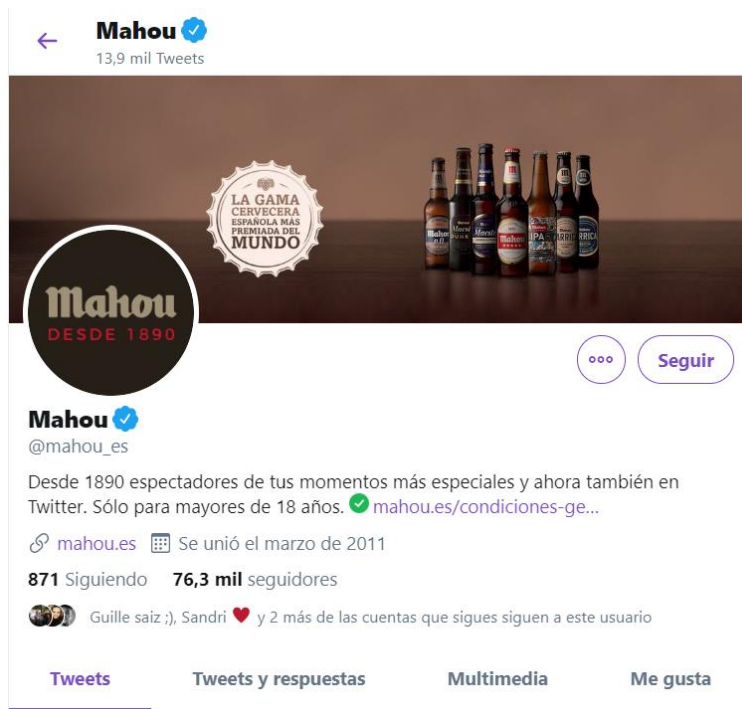 Mahou
13,9 mil Tweets
LA GAMA
CERVECERA
ESPAÑOLA MÁS
PREMIADA DEL
MUNDO
Mahou
DESDE 1890
Mahou
IPA
Seguir
Mahou
@mahou_es
Desde 1890 espectadores de tus momentos más especiales y ahora también en
Twitter. Sólo para mayores de 18 años. ✅ mahou.es/condiciones-ge...
mahou.es Se unió el marzo de 2011
871 Siguiendo 76,3 mil seguidores
Guille saiz ;), Sandri ♥ y 2 más de las cuentas que sigues siguen a este usuario
Tweets Tweets y respuestas Multimedia Me gusta